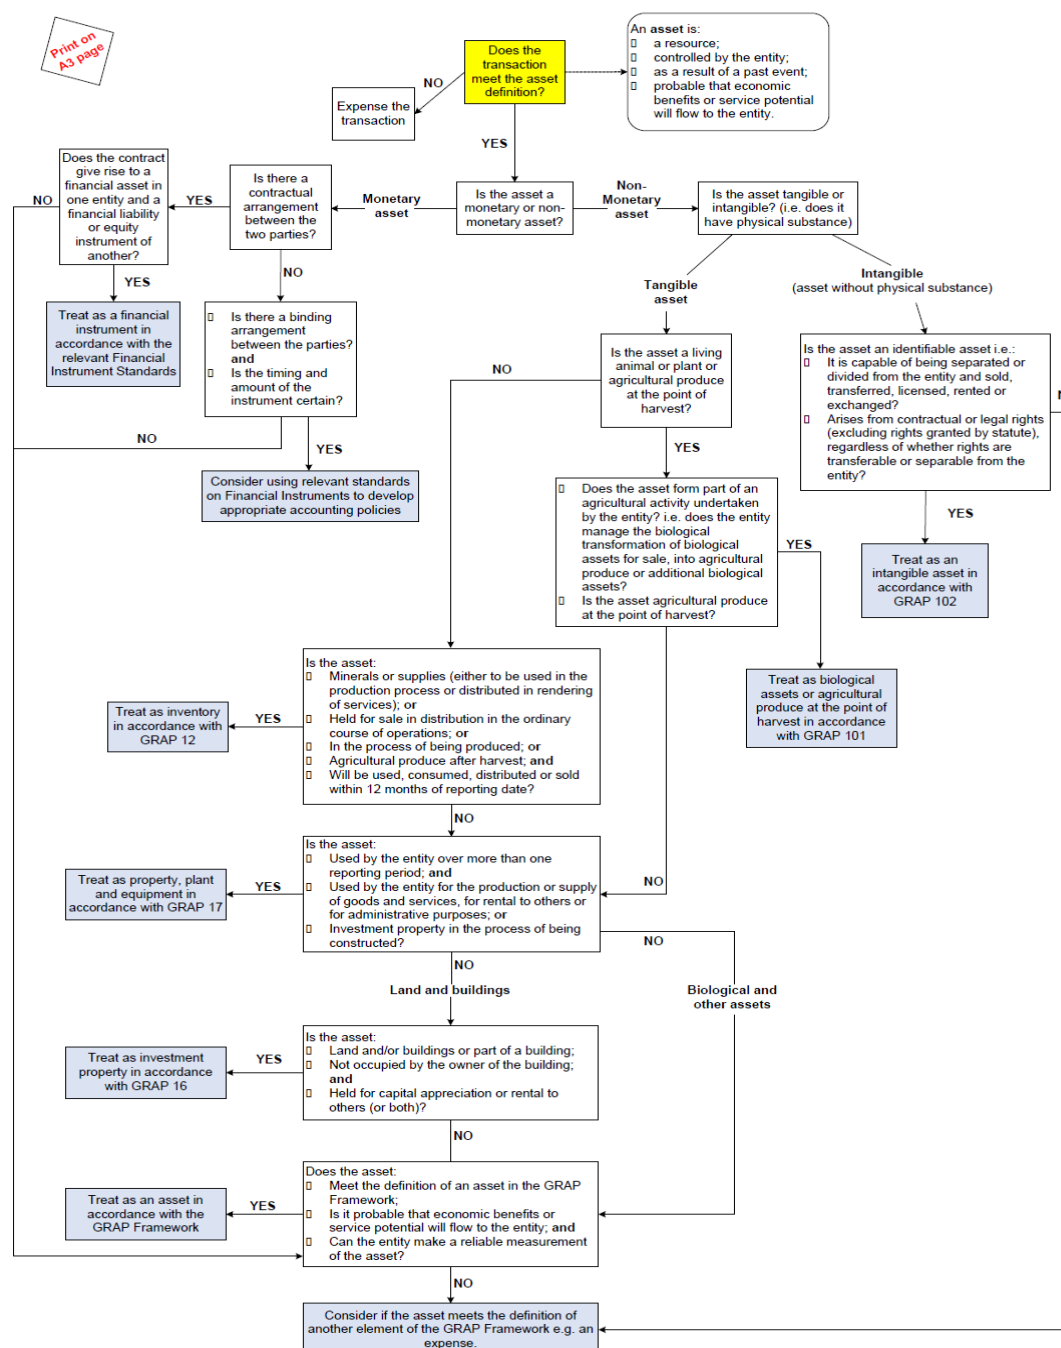 Print on
A3 page
Does the
transaction
meet the asset
definition?
An asset is:
a resource;
controlled by the entity;
as a result of a past event;
probable that economic
benefits or service potential
will flow to the entity.
NO
Expense the
transaction
YES
Does the contract
give rise to a
financial asset in
one entity and a
financial liability
or equity
instrument of
another?
NO
YES
Is there a
contractual
arrangement
between the
two parties?
Monetary
asset
Is the asset a
monetary or non-
monetary asset?
Non-
Monetary
asset
Is the asset tangible or
intangible? (i.e. does it
have physical substance)
YES
NO
Tangible
asset
Intangible
(asset without physical substance)
Treat as a financial
instrument in
accordance with the
relevant Financial
Instrument Standards
Is there a binding
arrangement
between the parties?
and
Is the timing and
amount of the
instrument certain?
NO
Is the asset a living
animal or plant or
agricultural produce
at the point of
harvest?
Is the asset an identifiable asset i.e.:
It is capable of being separated or
divided from the entity and sold,
transferred, licensed, rented or
exchanged?
Arises from contractual or legal rights
(excluding rights granted by statute),
regardless of whether rights are
transferable or separable from the
entity?
NO
YES
YES
Consider using relevant standards
on Financial Instruments to develop
appropriate accounting policies
Does the asset form part of an
agricultural activity undertaken
by the entity? i.e. does the entity
manage the biological
transformation of biological
assets for sale, into agricultural
produce or additional biological
assets?
Is the asset agricultural produce
at the point of harvest?
YES
YES
Treat as an
intangible asset in
accordance with
GRAP 102
Treat as inventory
in accordance with
GRAP 12
YES
Is the asset:
Minerals or supplies (either to be used in the
production process or distributed in rendering
of services); or
Held for sale in distribution in the ordinary
course of operations; or
In the process of being produced; or
Agricultural produce after harvest; and
Will be used, consumed, distributed or sold
within 12 months of reporting date?
Treat as biological
assets or agricultural
produce at the point of
harvest in accordance
with GRAP 101
NO
Treat as property, plant
and equipment in
accordance with GRAP 17
YES
Is the asset:
Used by the entity over more than one
reporting period; and
Used by the entity for the production or supply
of goods and services, for rental to others or
for administrative purposes; or
Investment property in the process of being
constructed?
NO
NO
NO
Land and buildings
Biological and
other assets
Treat as investment
property in accordance
with GRAP 16
YES
Is the asset:
Land and/or buildings or part of a building;
Not occupied by the owner of the building;
and
Held for capital appreciation or rental to
others (or both)?
NO
Treat as an asset in
accordance with the
GRAP Framework
YES
Does the asset:
Meet the definition of an asset in the GRAP
Framework;
Is it probable that economic benefits or
service potential will flow to the entity; and
Can the entity make a reliable measurement
of the asset?
NO
Consider if the asset meets the definition of
another element of the GRAP Framework e.g. an
expense.